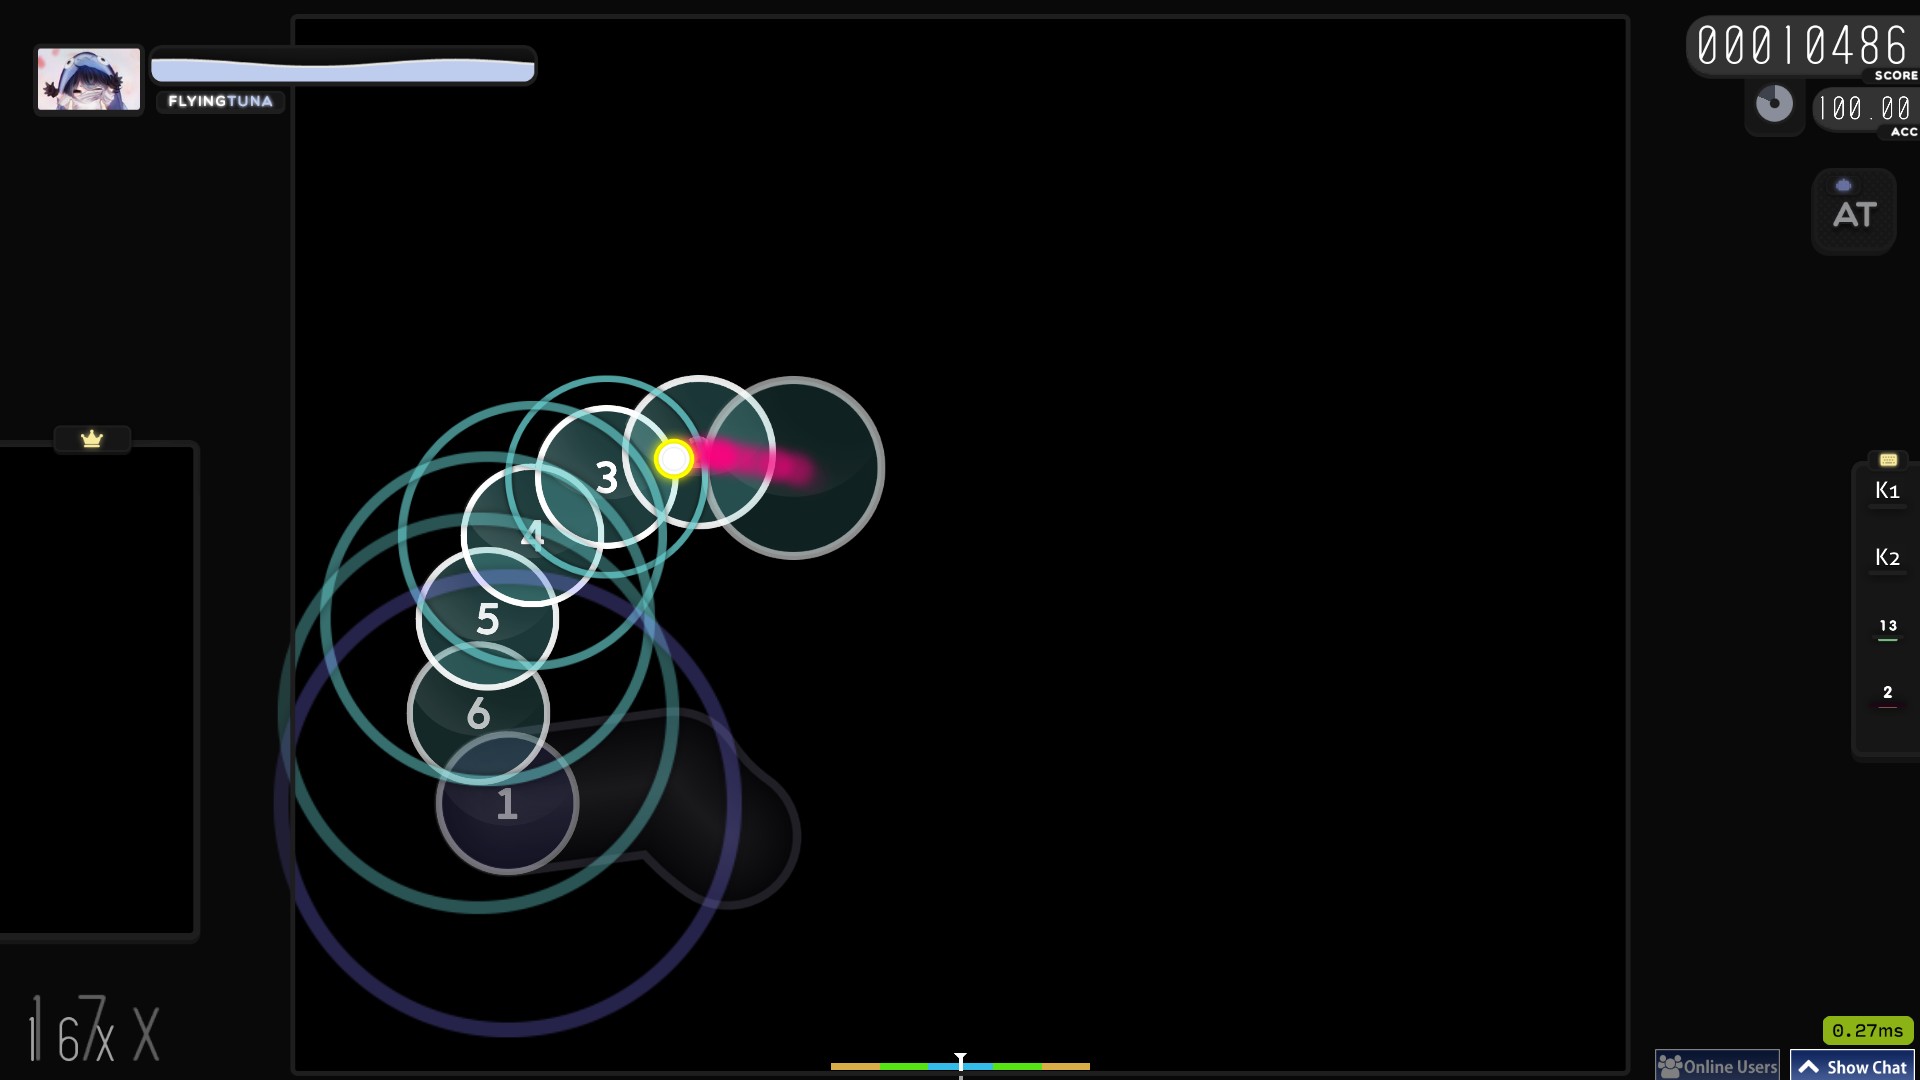 00010486
SCORE
FLYINGTUNA
100.00
ACC
AT
3
4
5
6
1
K1
K2
13
2
0.27ms
Online Users
Show Chat